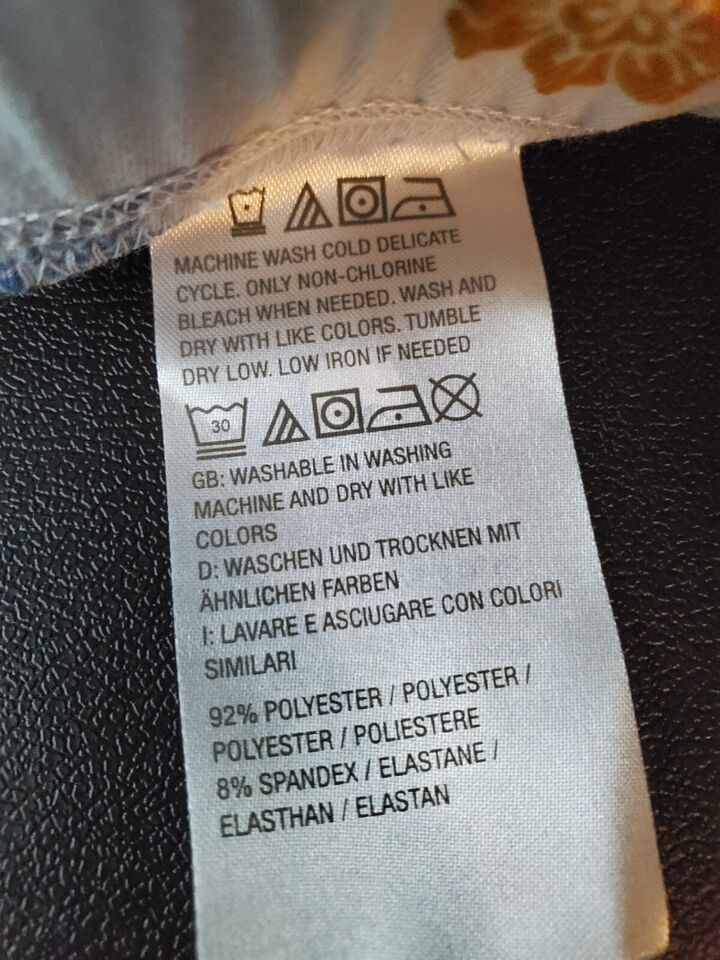 MACHINE WASH COLD DELICATE
CYCLE. ONLY NON-CHLORINE
BLEACH WHEN NEEDED. WASH AND
DRY WITH LIKE COLORS. TUMBLE
DRY LOW. LOW IRON IF NEEDED
30
GB: WASHABLE IN WASHING
MACHINE AND DRY WITH LIKE
COLORS
D: WASCHEN UND TROCKNEN MIT
ÄHNLICHEN FARBEN
I: LAVARE E ASCIUGARE CON COLORI
SIMILARI
92% POLYESTER / POLYESTER /
POLYESTER / POLIESTERE
8% SPANDEX / ELASTANE /
ELASTHAN / ELASTAN